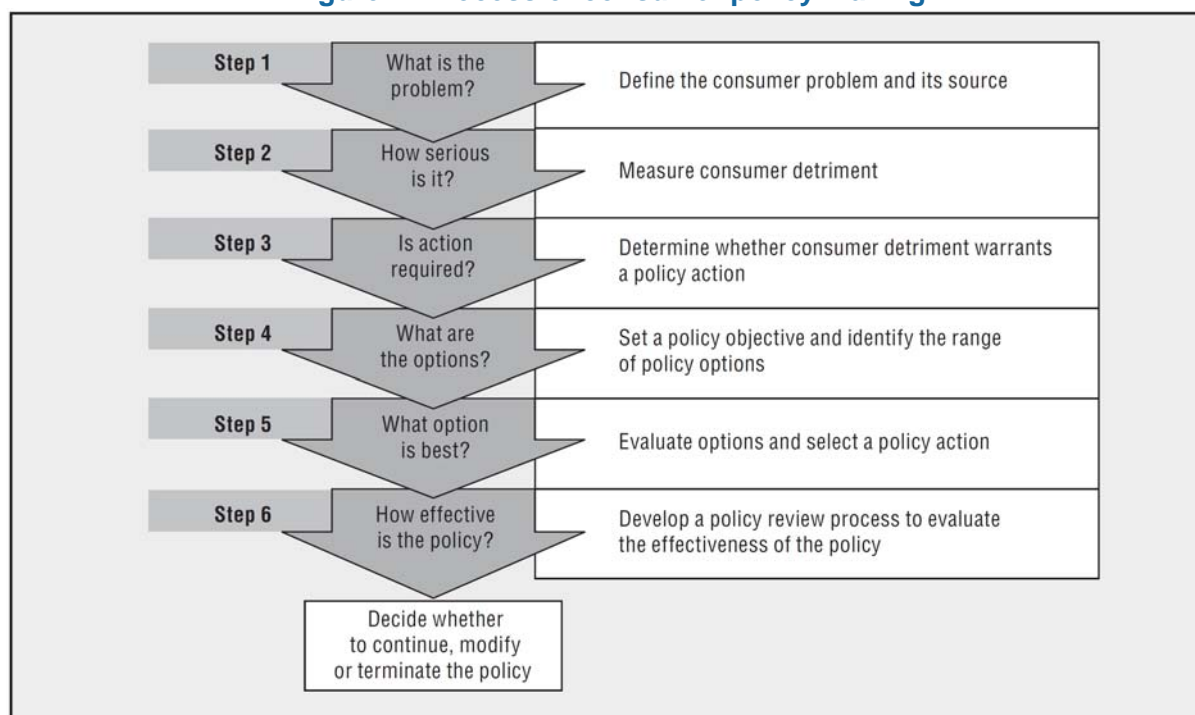 Step 1
What is the
problem?
Define the consumer problem and its source
Step 2
How serious
is it?
Measure consumer detriment
Step 3
Is action
required?
Determine whether consumer detriment warrants
a policy action
Step 4
What are
the options?
Set a policy objective and identify the range
of policy options
Step 5
What option
is best?
Evaluate options and select a policy action
Step 6
How effective
is the policy?
Develop a policy review process to evaluate
the effectiveness of the policy
Decide whether
to continue, modify
or terminate the policy